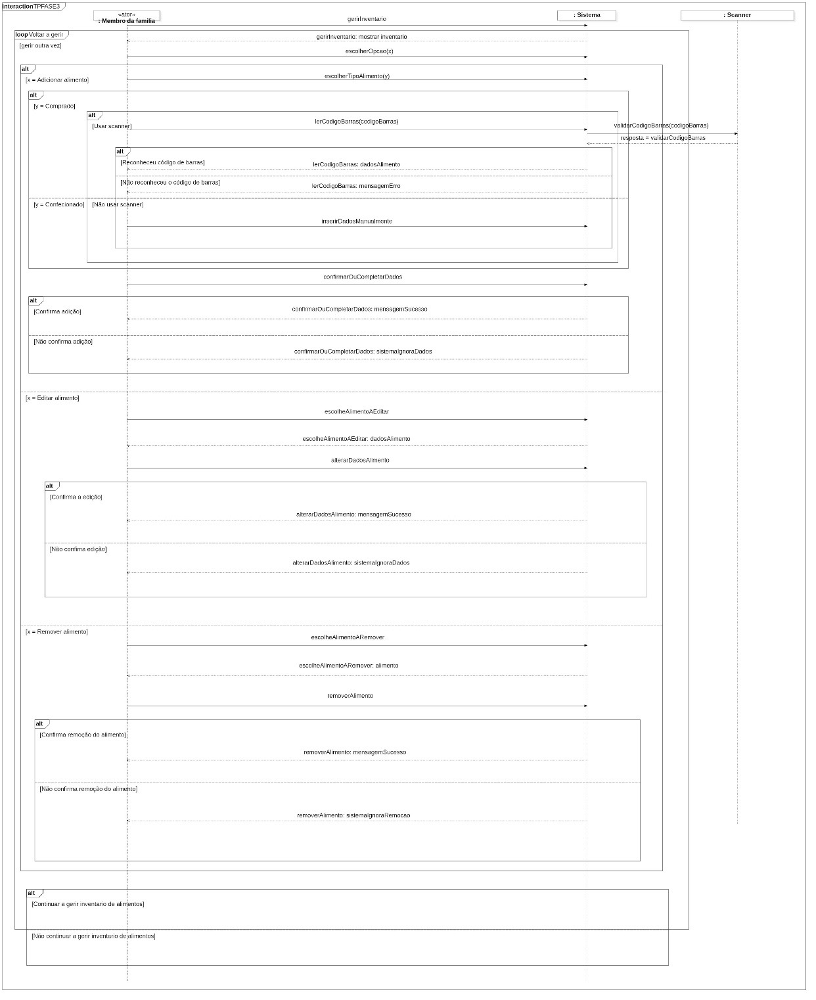 interaction TPFASE3
«ator»
: Membro da família
: Sistema
: Scanner
gerirInventario
loop Voltar a gerir
[gerir outra vez]
gerirInventario: mostrar inventario
escolherOpcao(x)
alt
[x = Adicionar alimento]
escolherTipoAlimento(y)
alt
[y = Comprado]
alt
[Usar scanner]
lerCodigoBarras(codigoBarras)
validarCodigoBarras(codigoBarras)
resposta = validarCodigoBarras
alt
[Reconheceu código de barras]
lerCodigoBarras: dadosAlimento
[Não reconheceu o código de barras]
lerCodigoBarras: mensagemErro
[y = Confecionado]
[Não usar scanner]
inserirDadosManualmente
confirmarOuCompletarDados
alt
[Confirma adição]
confirmarOuCompletarDados: mensagemSucesso
[Não confirma adição]
confirmarOuCompletarDados: sistemaIgnoraDados
[x = Editar alimento]
escolheAlimentoAEditar
escolheAlimentoAEditar: dadosAlimento
alterarDadosAlimento
alt
[Confirma a edição]
alterarDadosAlimento: mensagemSucesso
[Não confima edição]
alterarDadosAlimento: sistemaIgnoraDados
[x = Remover alimento]
escolheAlimentoARemover
escolheAlimentoARemover: alimento
removerAlimento
alt
[Confirma remoção do alimento]
removerAlimento: mensagemSucesso
[Não confirma remoção do alimento]
removerAlimento: sistemaIgnoraRemocao
alt
[Continuar a gerir inventario de alimentos]
[Não continuar a gerir inventario de alimentos]